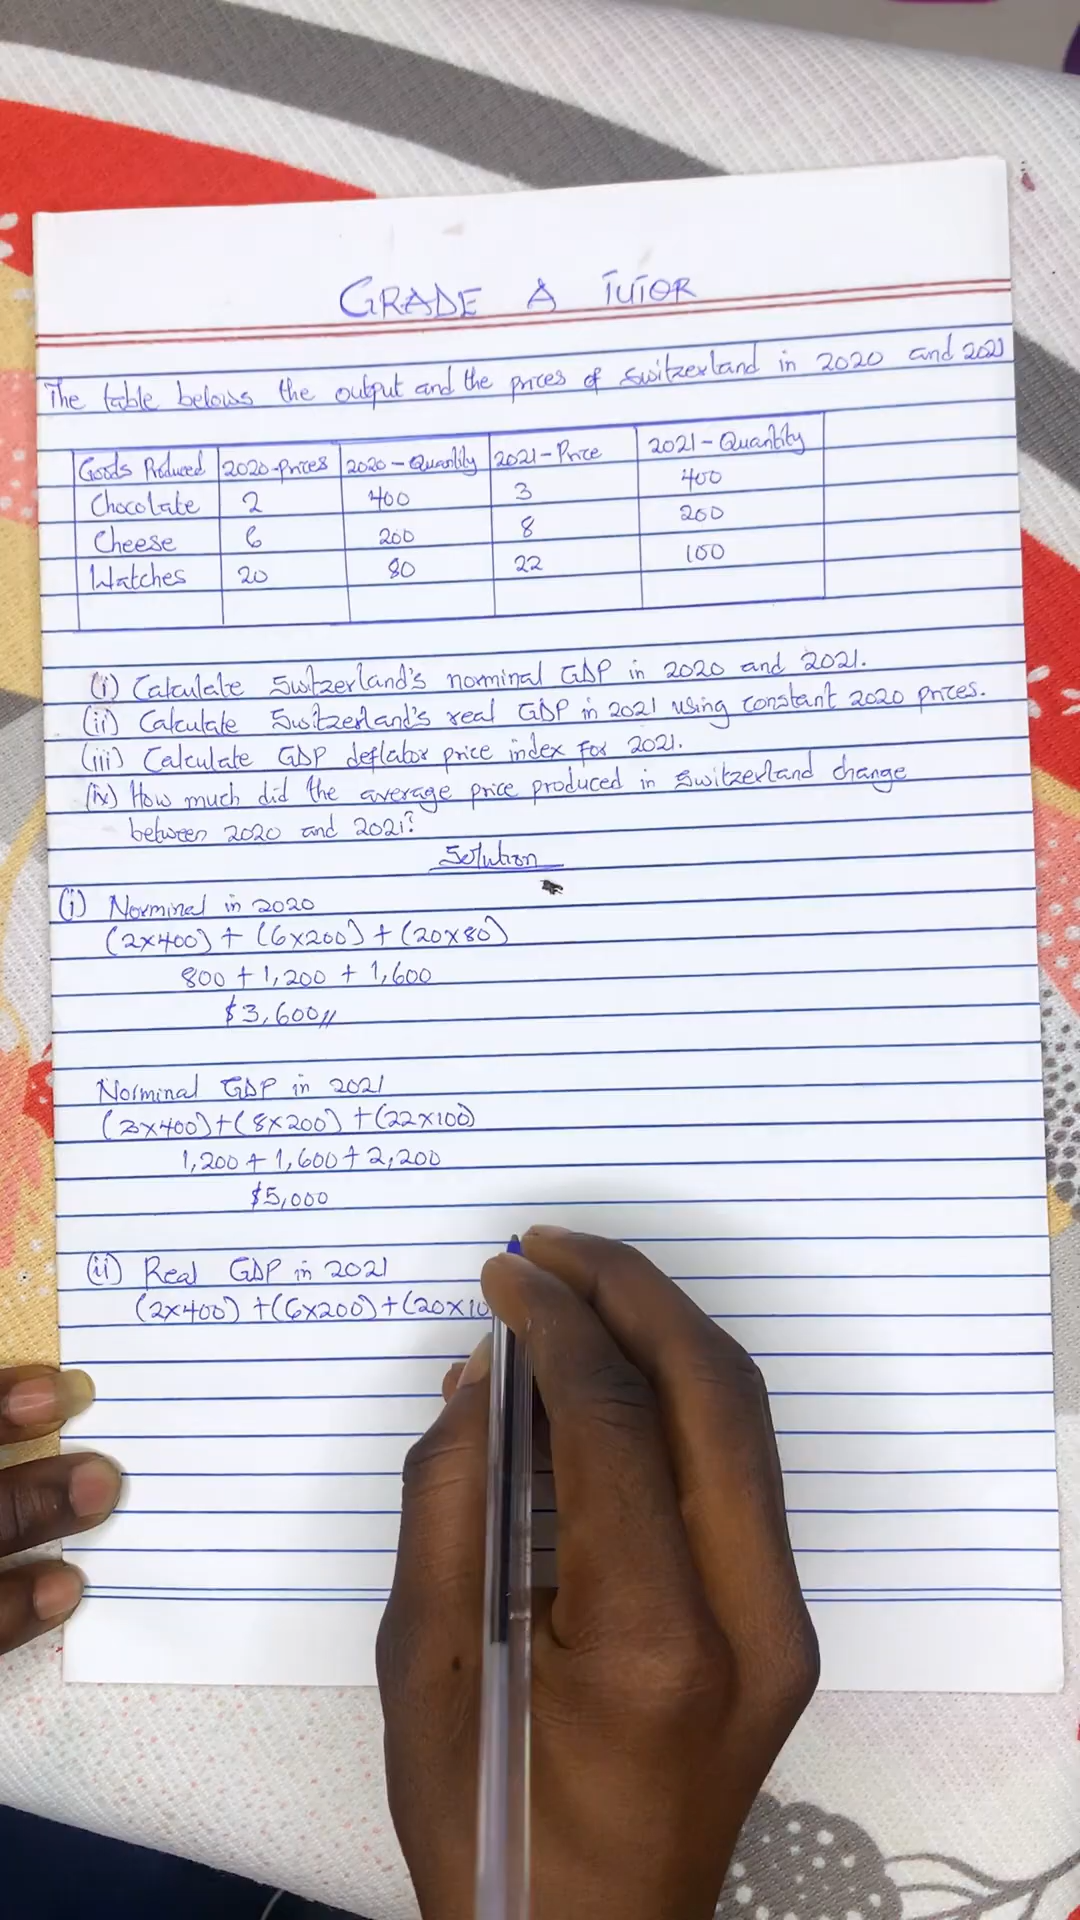 GRADE A TUTOR
The table belows the output and the prices of Switzerland in 2020 and 2021
Goods Produced 2020-prices 2020-Quantity 2021-Price 2021-Quantity
Chocolate 2 400 3 400
Cheese 6 200 8 200
Watches 20 80 22 100
(i) Calculate Switzerland's norminal GDP in 2020 and 2021.
(ii) Calculate Switzerland's real GDP in 2021 using constant 2020 prices.
(iii) Calculate GDP deflator price index for 2021.
(iv) How much did the average price produced in Switzerland change
between 2020 and 2021?
Solution
(i) Norminal in 2020
(2x400) + (6x200) + (20x80)
800 + 1,200 + 1,600
$3,600//
Norminal GDP in 2021
(3x400)+(8x200)+(22x100)
1,200 + 1,600 + 2,200
$5,000
(ii) Real GDP in 2021
(2x400) +(6x200)+(20x10